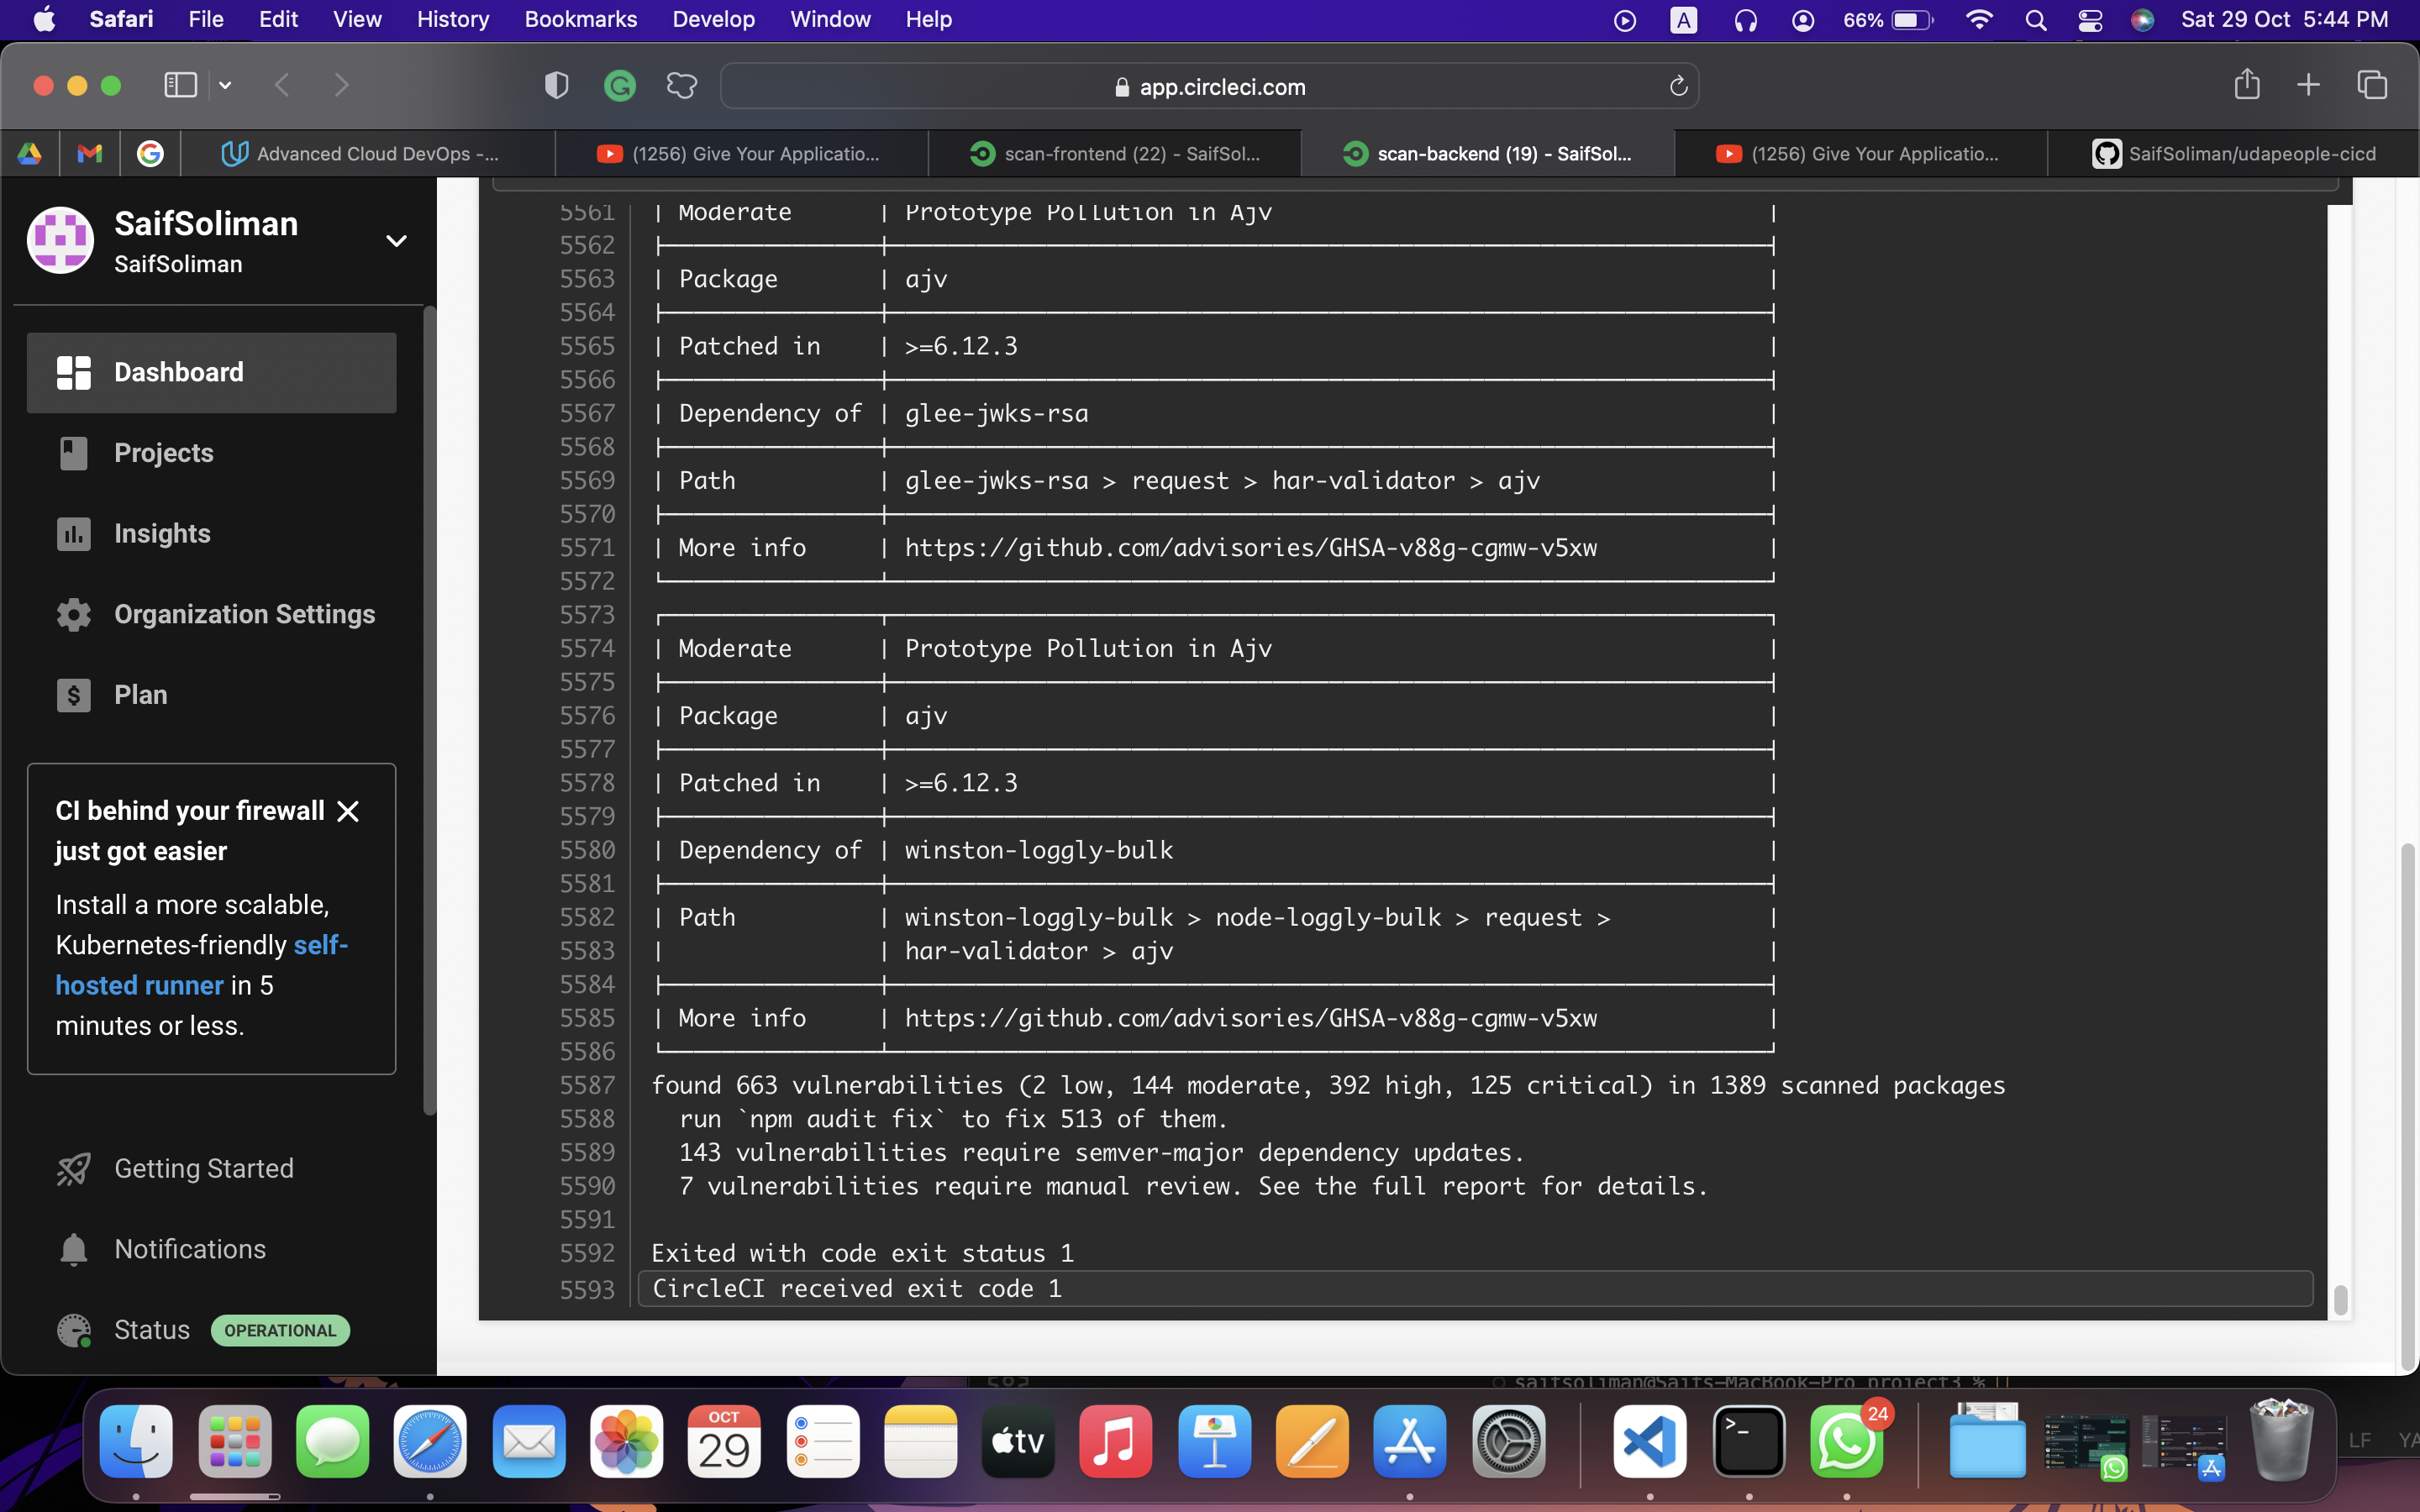 Safari File Edit View History Bookmarks Develop Window Help A 66% Sat 29 Oct 5:44 PM
app.circleci.com
Advanced Cloud DevOps -...
(1256) Give Your Applicatio...
scan-frontend (22) - SaifSol...
scan-backend (19) - SaifSol...
(1256) Give Your Applicatio...
SaifSoliman/udapeople-cicd
SaifSoliman
SaifSoliman
Dashboard
Projects
Insights
Organization Settings
Plan
CI behind your firewall
just got easier
Install a more scalable,
Kubernetes-friendly self-
hosted runner in 5
minutes or less.
Getting Started
Notifications
Status OPERATIONAL
5561 | Moderate | Prototype Pollution in Ajv |
5562
5563 | Package | ajv |
5564
5565 | Patched in | >=6.12.3 |
5566
5567 | Dependency of | glee-jwks-rsa |
5568
5569 | Path | glee-jwks-rsa > request > har-validator > ajv |
5570
5571 | More info | https://github.com/advisories/GHSA-v88g-cgmw-v5xw |
5572
5573
5574 | Moderate | Prototype Pollution in Ajv |
5575
5576 | Package | ajv |
5577
5578 | Patched in | >=6.12.3 |
5579
5580 | Dependency of | winston-loggly-bulk |
5581
5582 | Path | winston-loggly-bulk > node-loggly-bulk > request > |
5583 | | har-validator > ajv |
5584
5585 | More info | https://github.com/advisories/GHSA-v88g-cgmw-v5xw |
5586
5587 found 663 vulnerabilities (2 low, 144 moderate, 392 high, 125 critical) in 1389 scanned packages
5588 run `npm audit fix` to fix 513 of them.
5589 143 vulnerabilities require semver-major dependency updates.
5590 7 vulnerabilities require manual review. See the full report for details.
5591
5592 Exited with code exit status 1
5593 CircleCI received exit code 1
saifsoliman@Saifs-MacBook-Pro project3 %
OCT
29
tv
24
LF